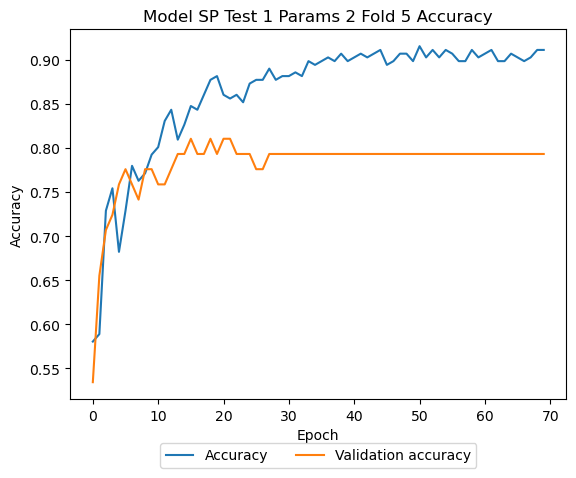 Model SP Test 1 Params 2 Fold 5 Accuracy
Accuracy
0.90
0.85
0.80
0.75
0.70
0.65
0.60
0.55
0 10 20 30 40 50 60 70
Epoch
Accuracy Validation accuracy